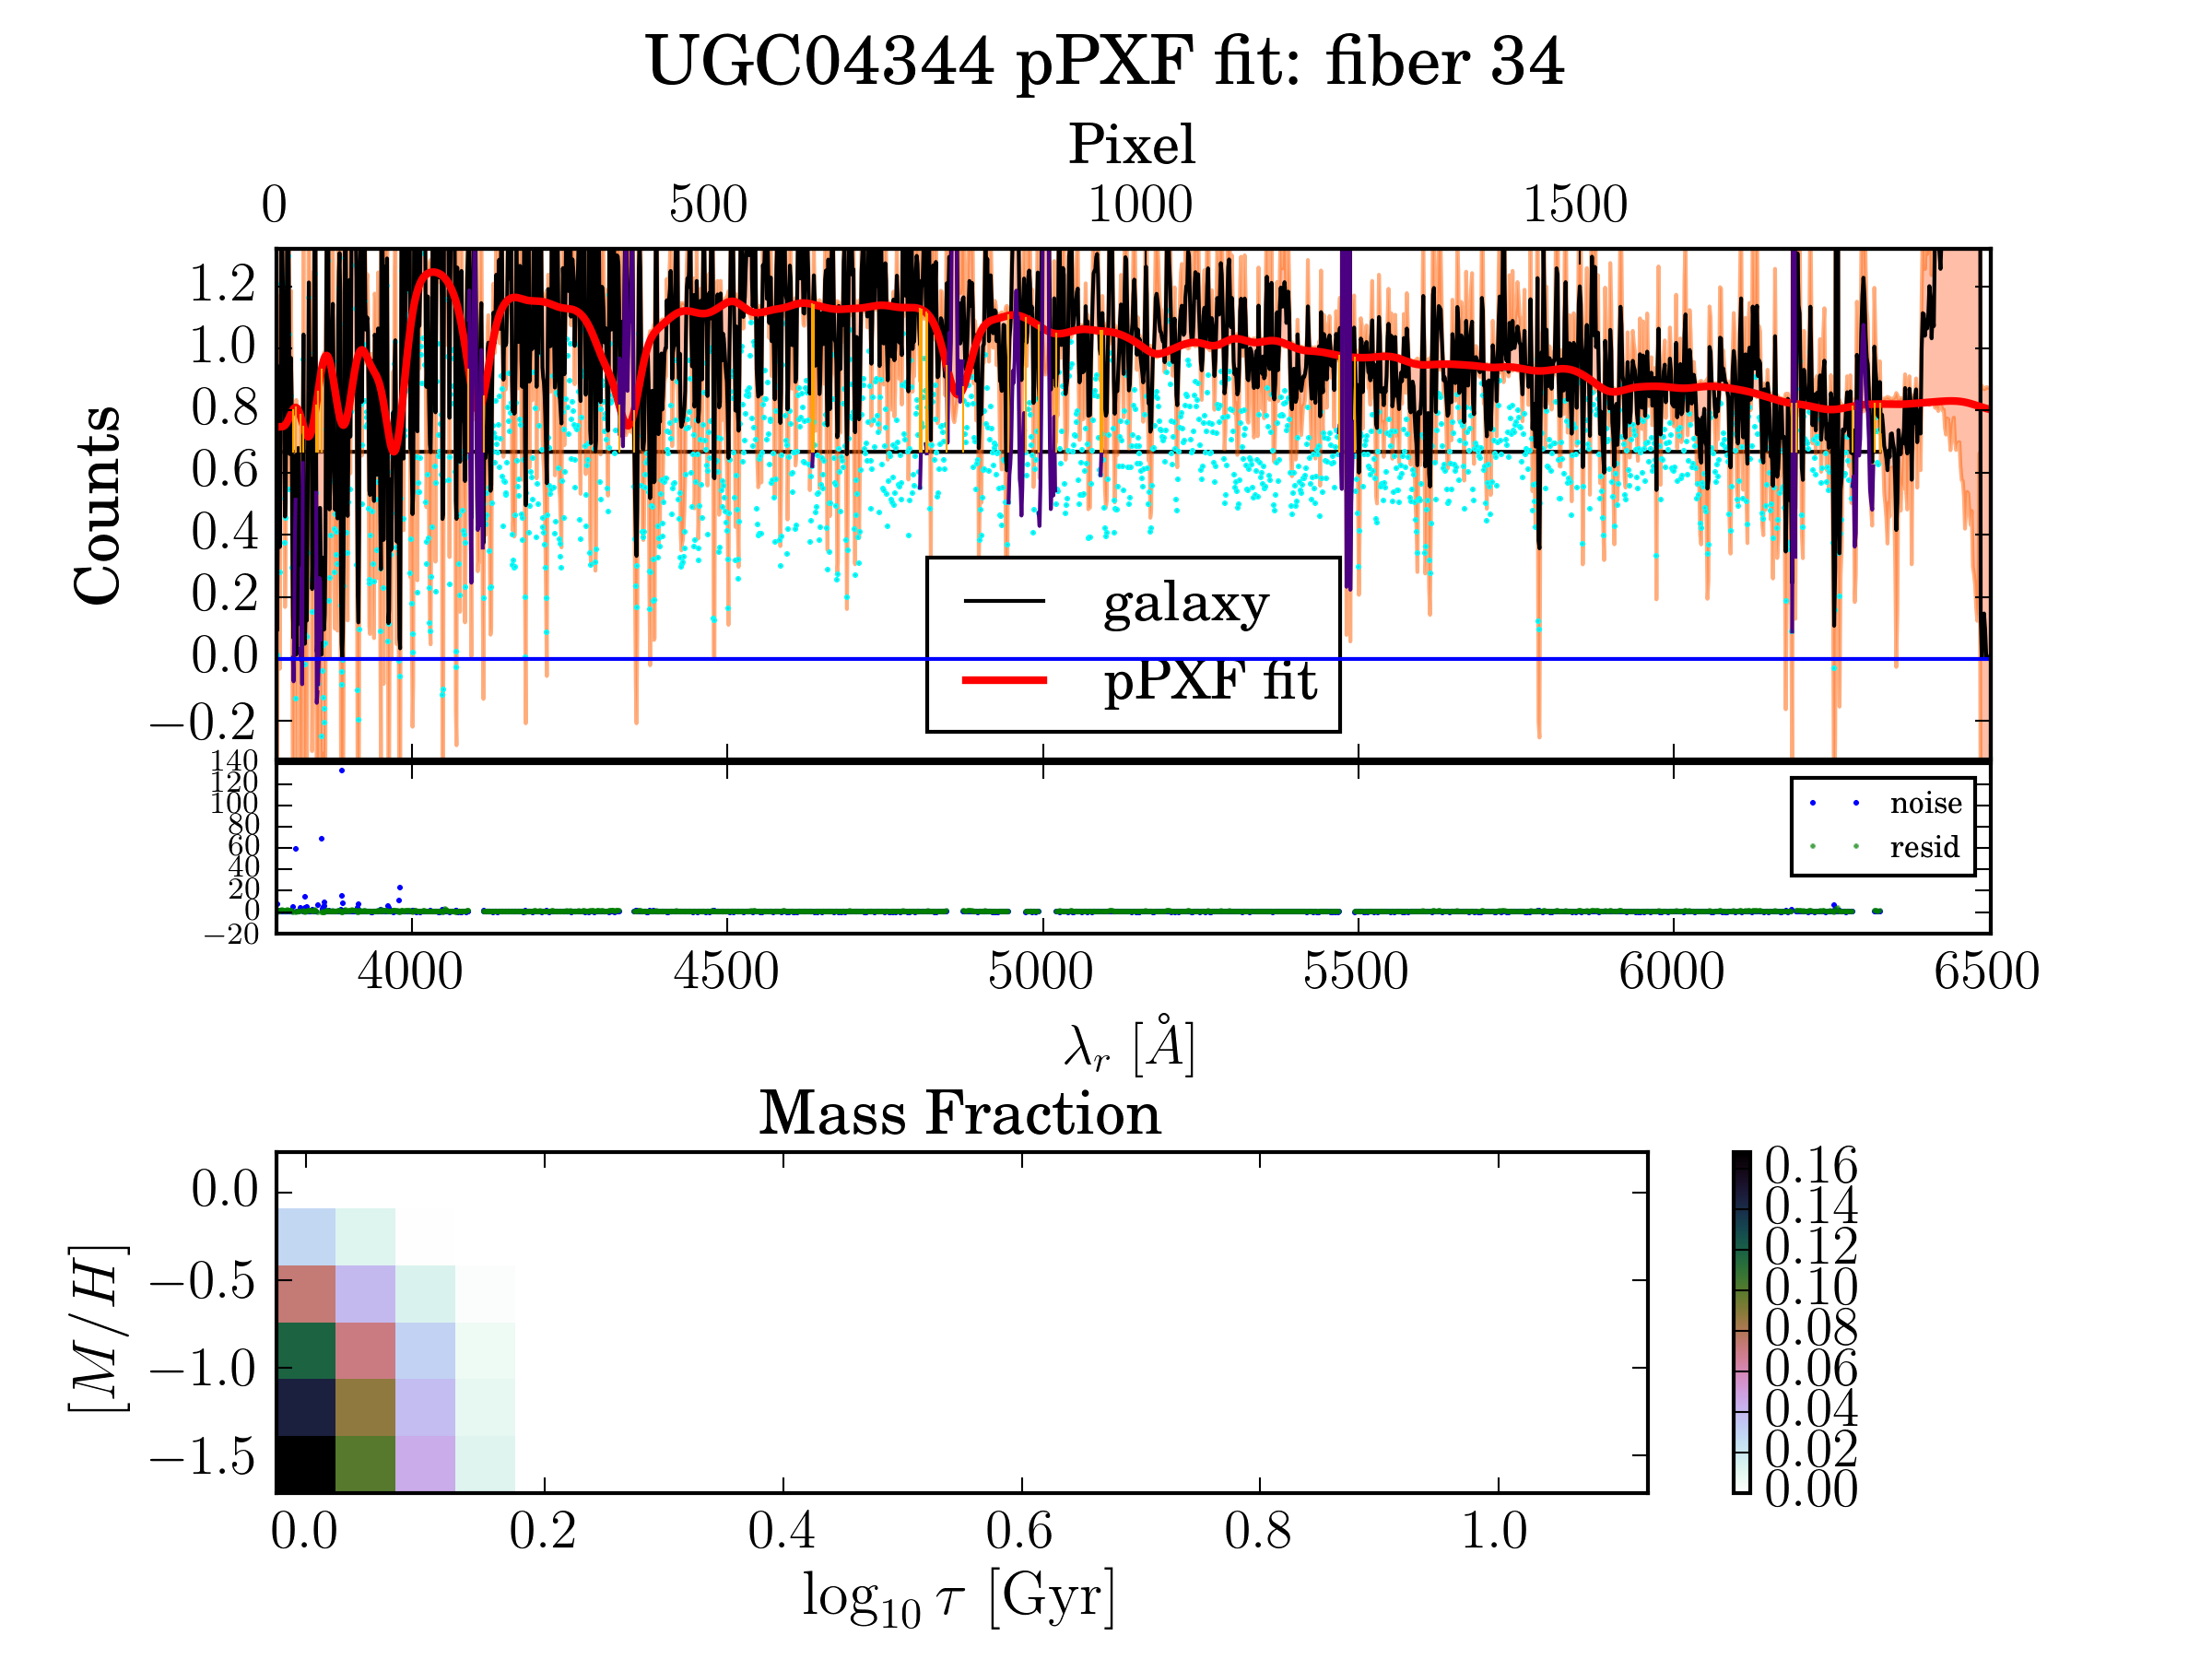 UGC04344 pPXF fit: fiber 34
Pixel
0 500 1000 1500
Counts
1.2
1.0
0.8
0.6
0.4
0.2
0.0
−0.2
galaxy
pPXF fit
140
120
100
80
60
40
20
0
−20
noise
resid
4000 4500 5000 5500 6000 6500
λr [Å]
Mass Fraction
[M/H]
0.0
−0.5
−1.0
−1.5
0.0 0.2 0.4 0.6 0.8 1.0
log10 τ [Gyr]
0.16
0.14
0.12
0.10
0.08
0.06
0.04
0.02
0.00